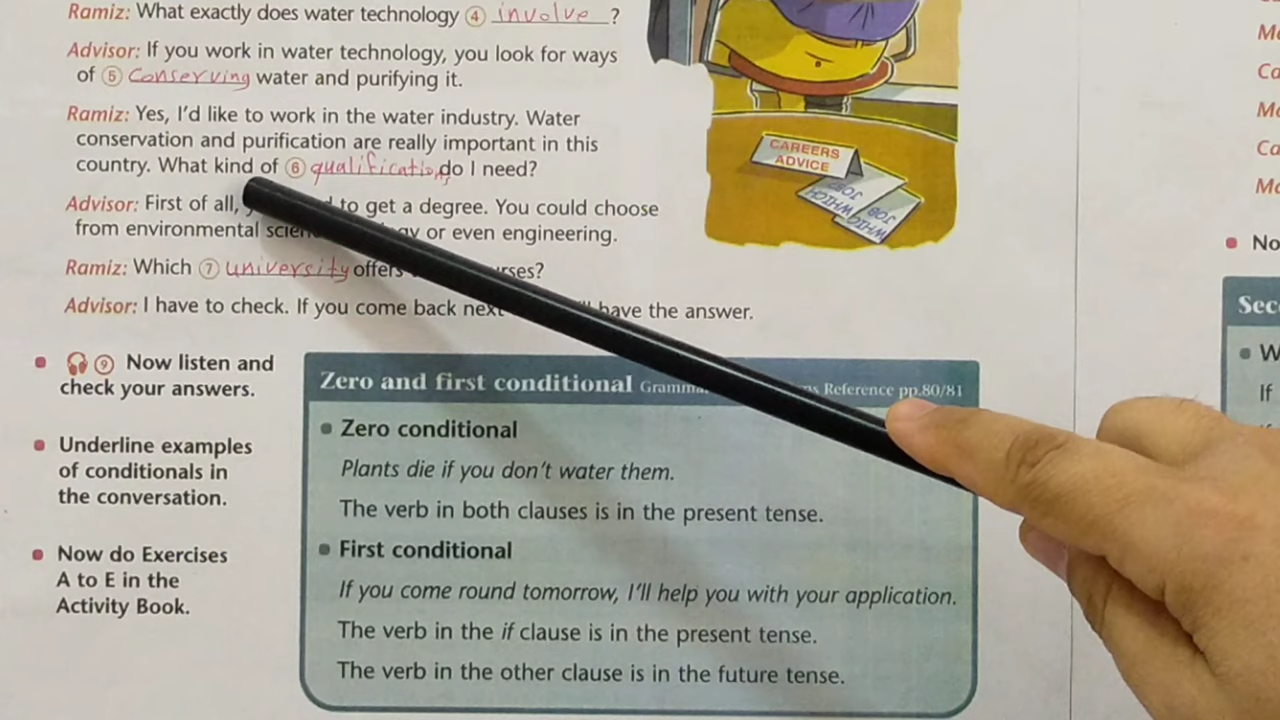 Ramiz: What exactly does water technology ④ involve?
Advisor: If you work in water technology, you look for ways
of ⑤ conserving water and purifying it.
Ramiz: Yes, I'd like to work in the water industry. Water
conservation and purification are really important in this
country. What kind of ⑥ qualifications do I need?
Advisor: First of all, to get a degree. You could choose
from environmental or even engineering.
Ramiz: Which ⑦ university offers
Advisor: I have to check. If you come back next have the answer.
⑨ Now listen and
check your answers.
Underline examples
of conditionals in
the conversation.
Now do Exercises
A to E in the
Activity Book.
Zero and first conditional Reference pp.80/81
Zero conditional
Plants die if you don't water them.
The verb in both clauses is in the present tense.
First conditional
If you come round tomorrow, I'll help you with your application.
The verb in the if clause is in the present tense.
The verb in the other clause is in the future tense.
CAREERS
ADVICE
WHICH
JOB?
WHICH
JOB
No
Sec
W
If